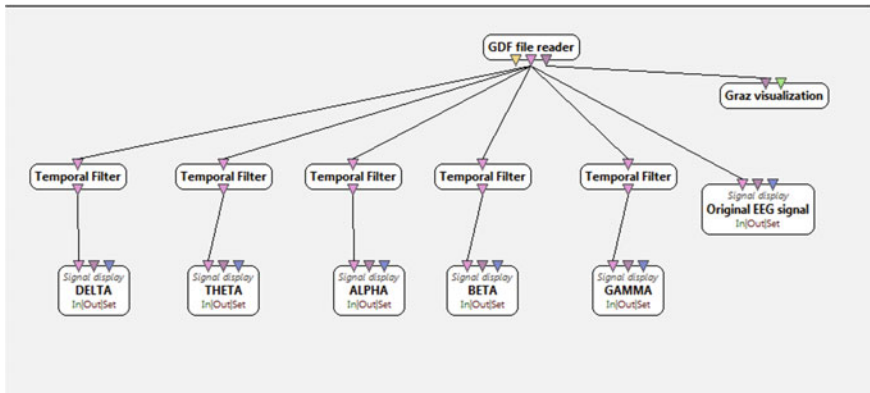 GDF file reader
Graz visualization
Temporal Filter
Temporal Filter
Temporal Filter
Temporal Filter
Temporal Filter
Signal display
Original EEG signal
In|Out|Set
Signal display
DELTA
In|Out|Set
Signal display
THETA
In|Out|Set
Signal display
ALPHA
In|Out|Set
Signal display
BETA
In|Out|Set
Signal display
GAMMA
In|Out|Set